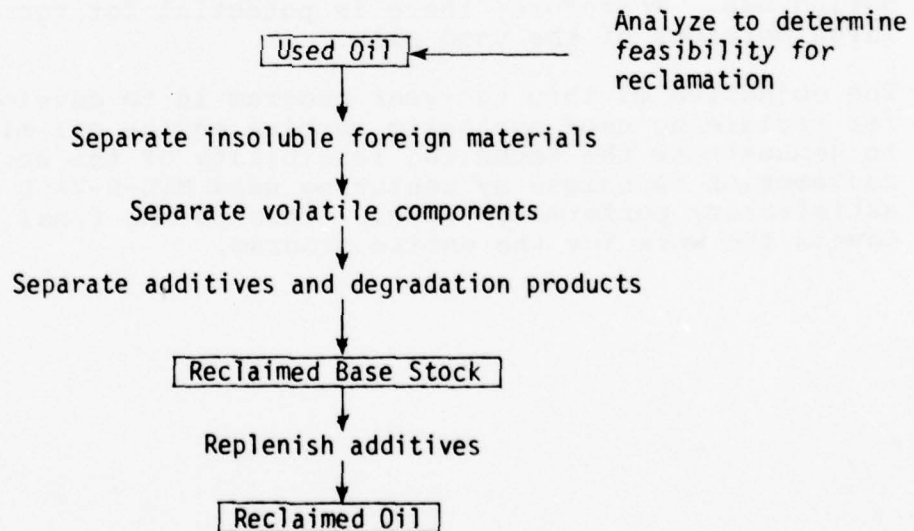 Analyze to determine
Used Oil
feasibility for
reclamation
Separate insoluble foreign materials
Separate volatile components
Separate additives and degradation products
Reclaimed Base Stock
Replenish additives
Reclaimed Oil